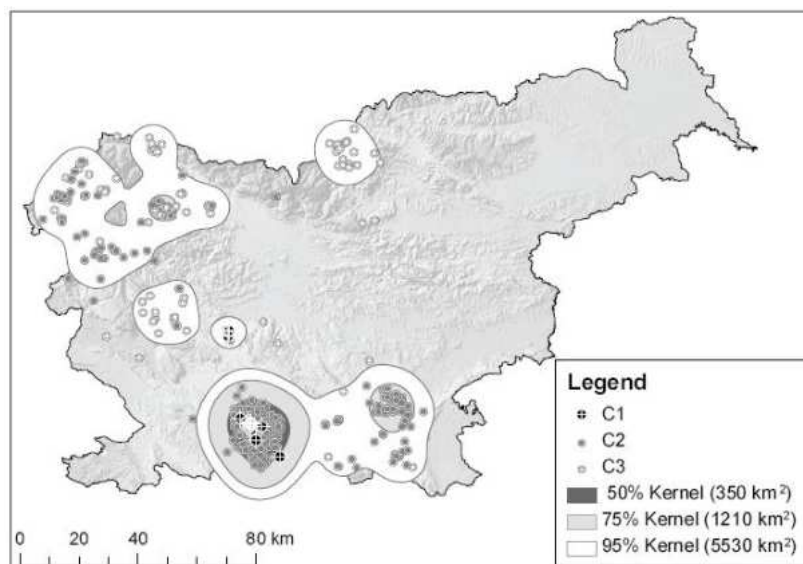 Legend
C1
C2
C3
50% Kernel (350 km²)
75% Kernel (1210 km²)
95% Kernel (5530 km²)
0 20 40 80 km